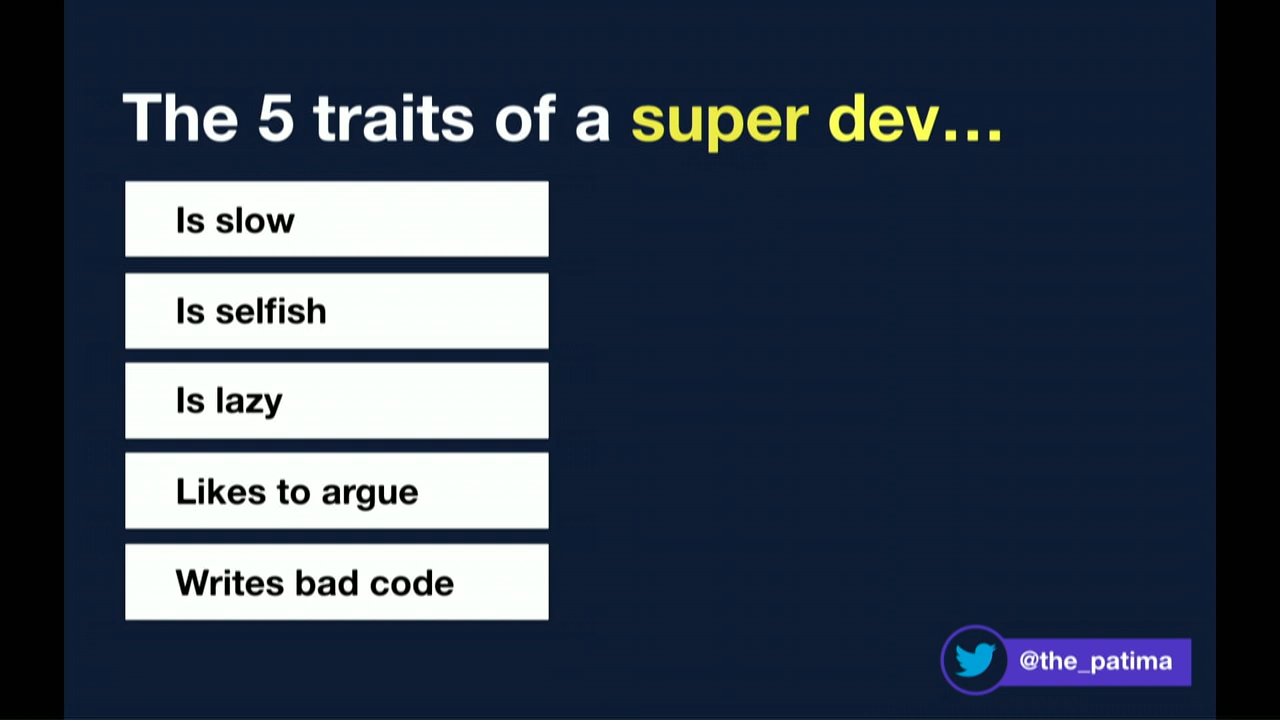 The 5 traits of a super dev...
Is slow
Is selfish
Is lazy
Likes to argue
Writes bad code
@the_patima